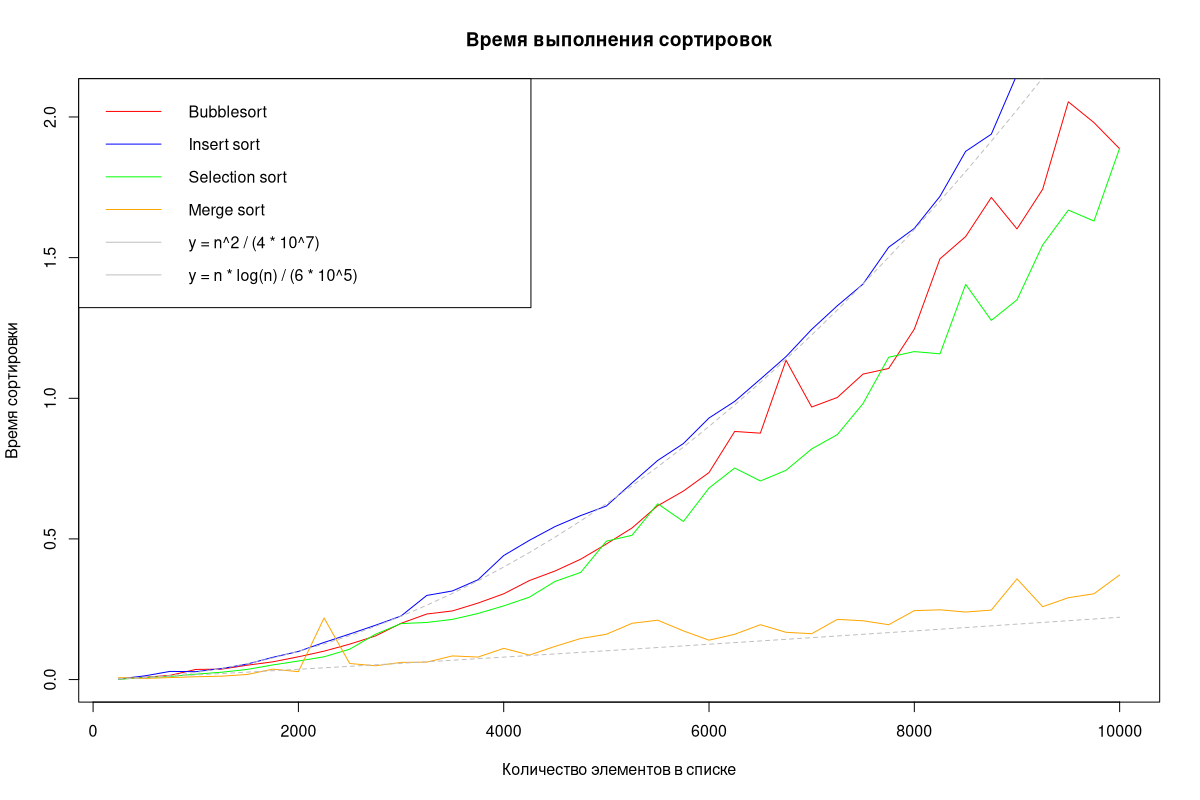 Время выполнения сортировок
Bubblesort
Insert sort
Selection sort
Merge sort
y = n^2 / (4 * 10^7)
y = n * log(n) / (6 * 10^5)
Время сортировки
2.0
1.5
1.0
0.5
0.0
0 2000 4000 6000 8000 10000
Количество элементов в списке